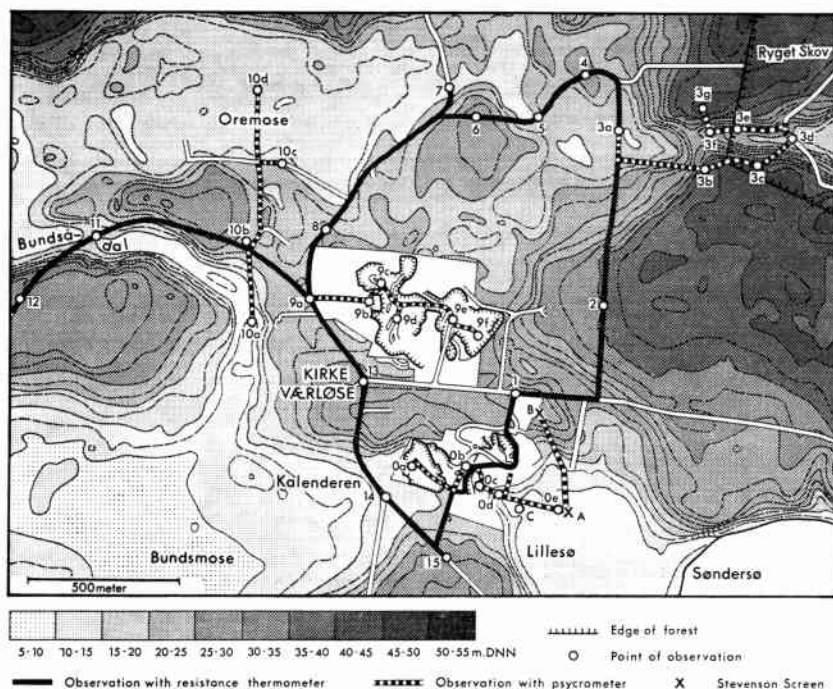 4
Ryget Skov
10d
7
3g
3e
Oremose
6
5
3a
3f
3d
10c
3b
3c
8
11
10b
Bundså-
dal
9c
12
9a
9b
9e
2
9d
9f
10a
KIRKE
VÆRLØSE
13
1
B
0b
0a
Kalenderen
0c
0e
14
0d
C
A
Bundsmose
Lillesø
15
Søndersø
500meter
5-10 10-15 15-20 20-25 25-30 30-35 35-40 40-45 45-50 50-55 m.DNN
Edge of forest
Point of observation
Observation with resistance thermometer
Observation with psycrometer
X Stevenson Screen